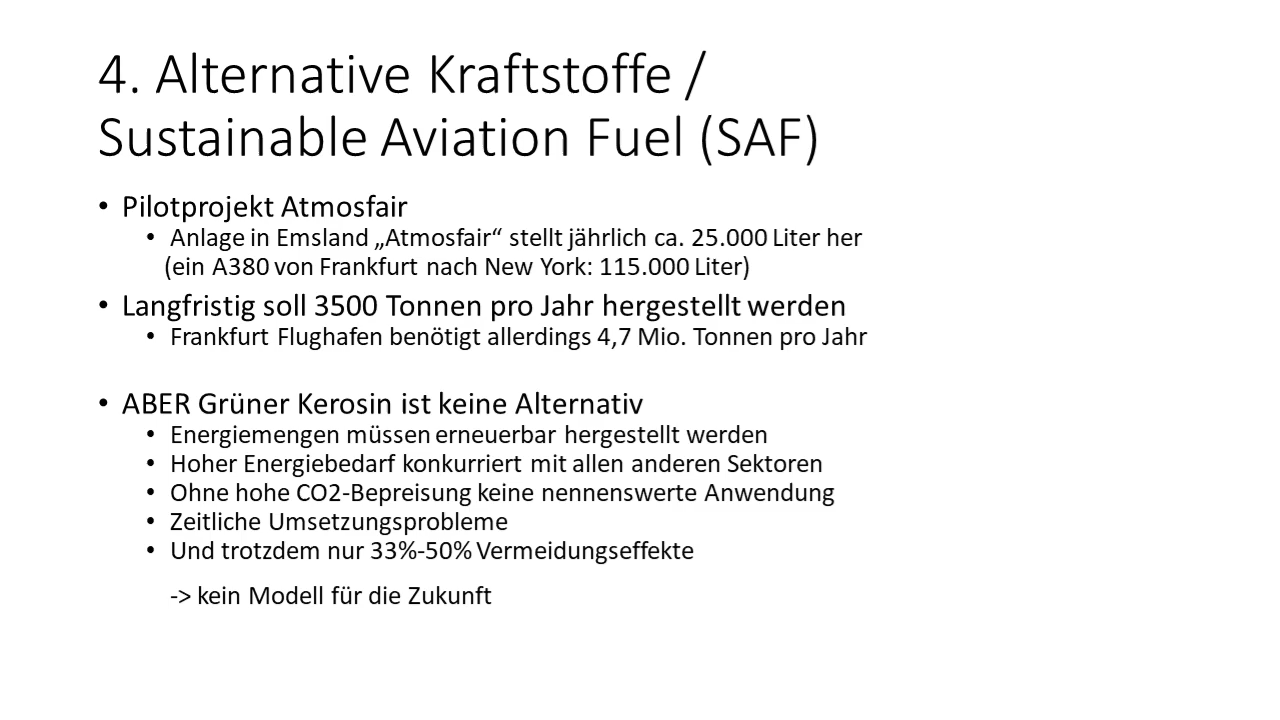 4. Alternative Kraftstoffe /
Sustainable Aviation Fuel (SAF)
• Pilotprojekt Atmosfair
• Anlage in Emsland „Atmosfair“ stellt jährlich ca. 25.000 Liter her
(ein A380 von Frankfurt nach New York: 115.000 Liter)
• Langfristig soll 3500 Tonnen pro Jahr hergestellt werden
• Frankfurt Flughafen benötigt allerdings 4,7 Mio. Tonnen pro Jahr
• ABER Grüner Kerosin ist keine Alternativ
• Energiemengen müssen erneuerbar hergestellt werden
• Hoher Energiebedarf konkurriert mit allen anderen Sektoren
• Ohne hohe CO2-Bepreisung keine nennenswerte Anwendung
• Zeitliche Umsetzungsprobleme
• Und trotzdem nur 33%-50% Vermeidungseffekte
-> kein Modell für die Zukunft